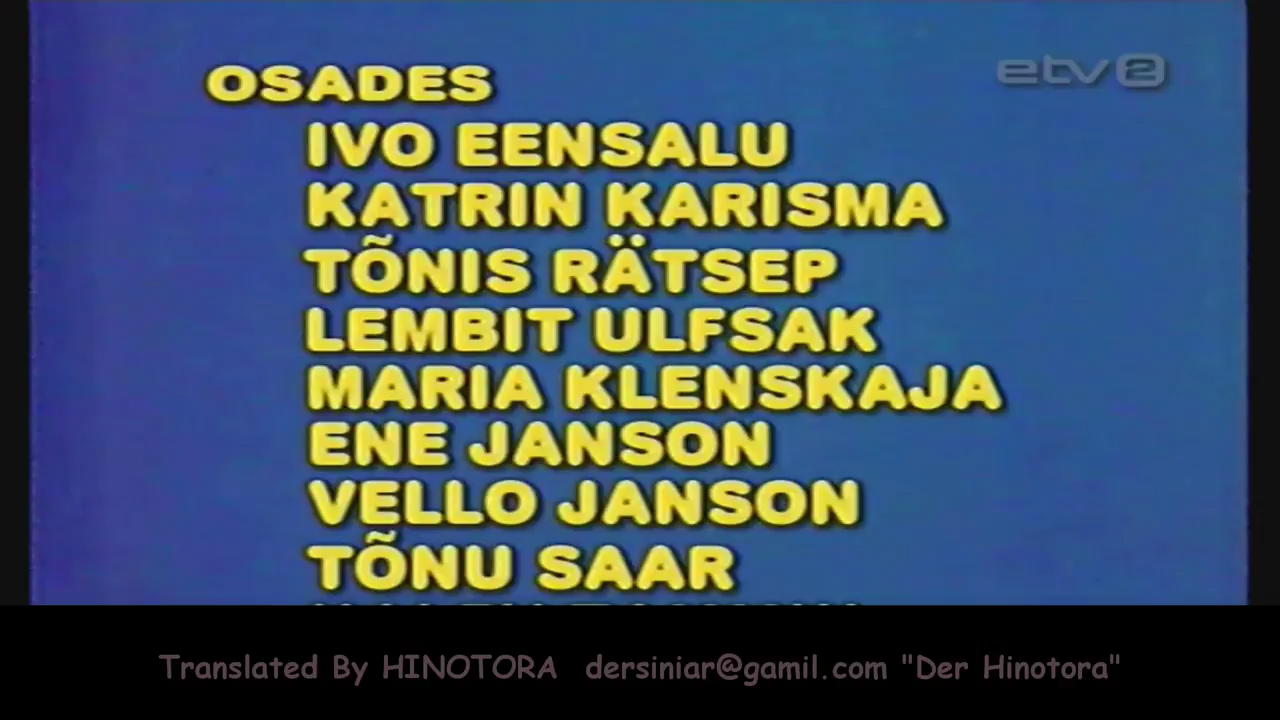 OSADES
etv2
IVO EENSALU
KATRIN KARISMA
TÕNIS RÄTSEP
LEMBIT ULFSAK
MARIA KLENSKAJA
ENE JANSON
VELLO JANSON
TÕNU SAAR
Translated By HINOTORA dersiniar@gamil.com "Der Hinotora"